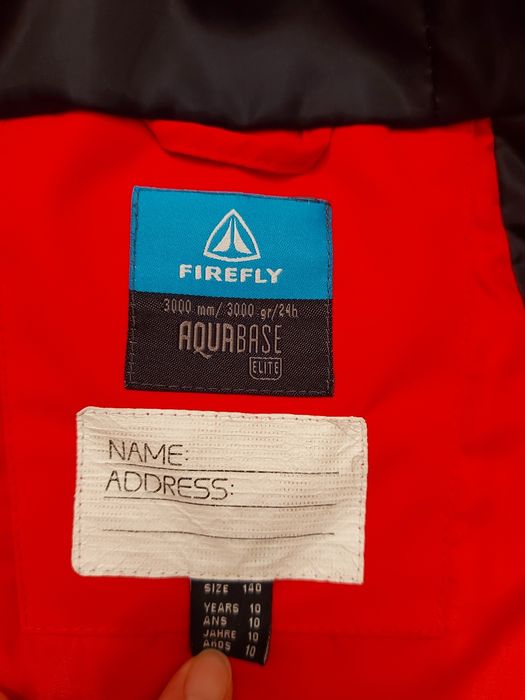 FIREFLY
3000 mm/ 3000 gr/24h
AQUABASE
ELITE
NAME:
ADDRESS:
SIZE 140
YEARS 10
ANS 10
JAHRE 10
AÑOS 10